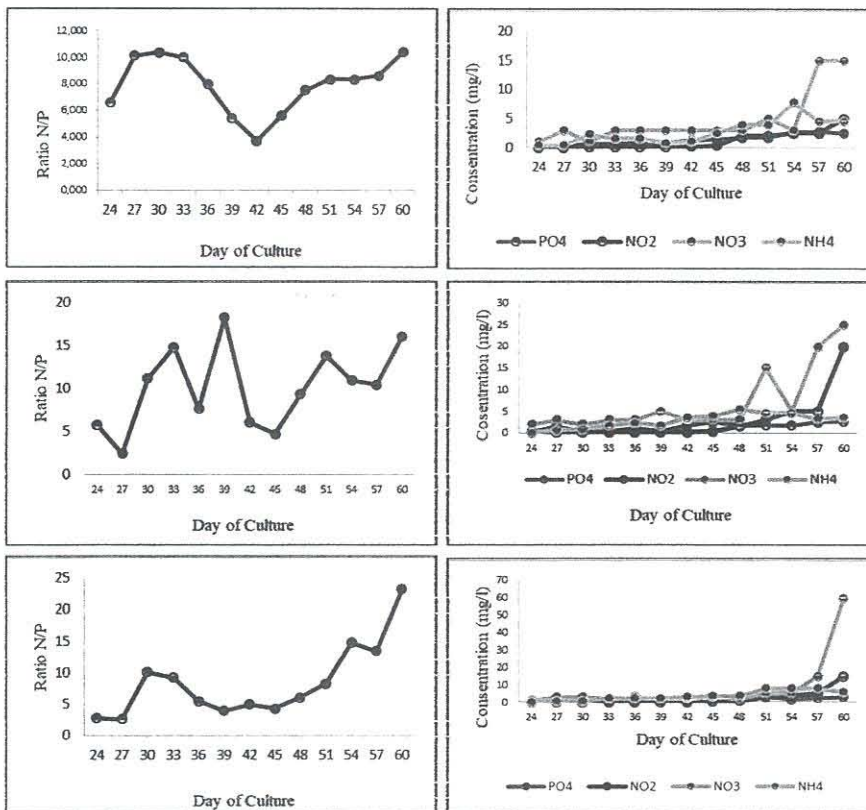 12,000
10,000
8,000
6,000
4,000
2,000
0,000
Ratio N/P
24 27 30 33 36 39 42 45 48 51 54 57 60
Day of Culture
20
15
10
5
0
Consentration (mg/l)
24 27 30 33 36 39 42 45 48 51 54 57 60
Day of Culture
PO4 NO2 NO3 NH4
20
15
10
5
0
Ratio N/P
24 27 30 33 36 39 42 45 48 51 54 57 60
Day of Culture
30
25
20
15
10
5
0
Cosentration (mg/l)
24 27 30 33 36 39 42 45 48 51 54 57 60
PO4 NO2 NO3 NH4
Day of Culture
25
20
15
10
5
0
Ratio N/P
24 27 30 33 36 39 42 45 48 51 54 57 60
Day of Culture
70
60
50
40
30
20
10
0
Concentration (mg/l)
24 27 30 33 36 39 42 45 48 51 54 57 60
Day of Culture
PO4 NO2 NO3 NH4